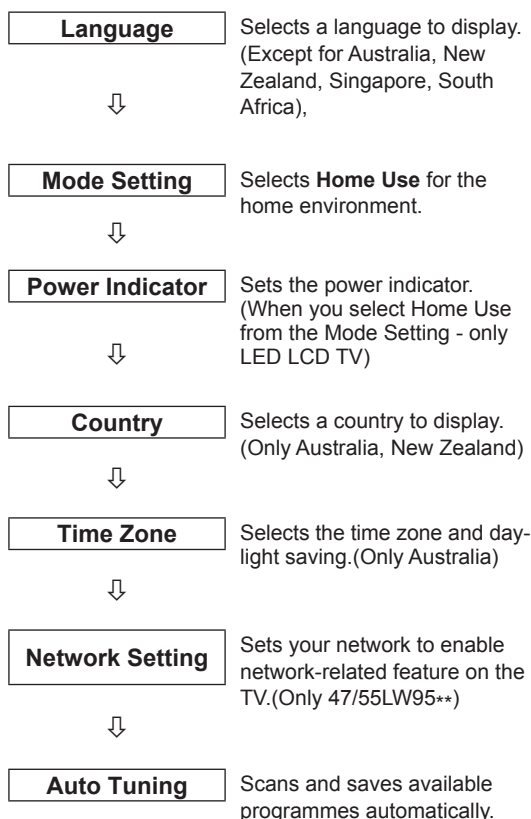 Language
Selects a language to display.
(Except for Australia, New
Zealand, Singapore, South
Africa),
Mode Setting
Selects Home Use for the
home environment.
Power Indicator
Sets the power indicator.
(When you select Home Use
from the Mode Setting - only
LED LCD TV)
Country
Selects a country to display.
(Only Australia, New Zealand)
Time Zone
Selects the time zone and day-
light saving.(Only Australia)
Network Setting
Sets your network to enable
network-related feature on the
TV.(Only 47/55LW95**)
Auto Tuning
Scans and saves available
programmes automatically.